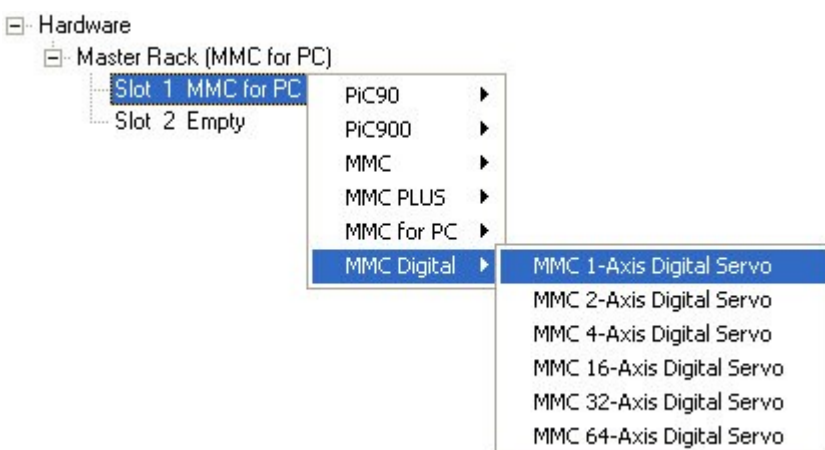 Hardware
Master Rack (MMC for PC)
Slot 1 MMC for PC
Slot 2 Empty
PiC90
PiC900
MMC
MMC PLUS
MMC for PC
MMC Digital
MMC 1-Axis Digital Servo
MMC 2-Axis Digital Servo
MMC 4-Axis Digital Servo
MMC 16-Axis Digital Servo
MMC 32-Axis Digital Servo
MMC 64-Axis Digital Servo